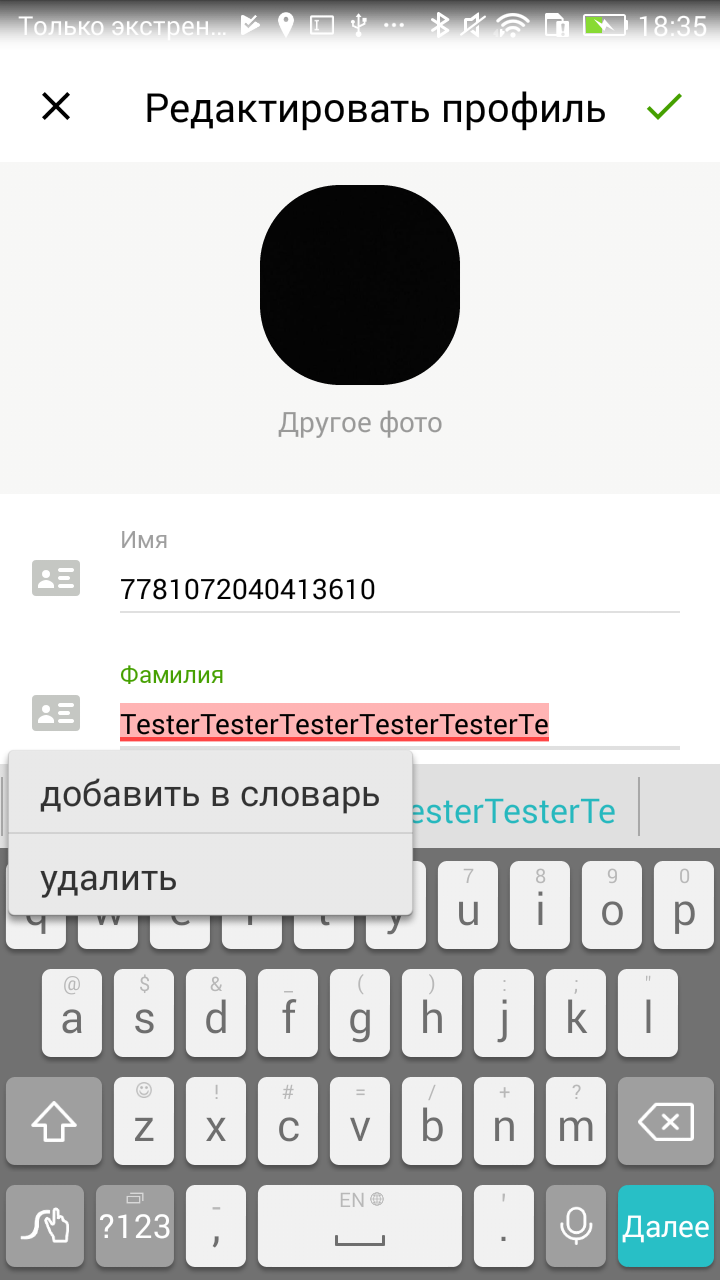 Только экстрен... 18:35
Редактировать профиль
Другое фото
Имя
7781072040413610
Фамилия
TesterTesterTesterTesterTesterTe
добавить в словарь
esterTesterTe
удалить
7 8 9 0
q w e r t y u i o p
@ $ & _ ( ) : ; "
a s d f g h j k l
! # = / + ?
z x c v b n m
EN
?123 , . Далее